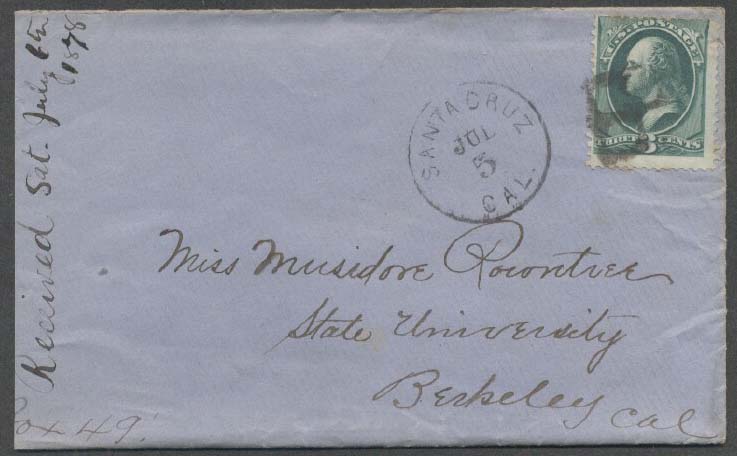 Received Sat. July 6th
1878
U.S. POSTAGE
THREE 3 CENTS
SANTA CRUZ
JUL
5
CAL.
Miss Musidore Rowntree
State University
Berkeley Cal
Box 49.